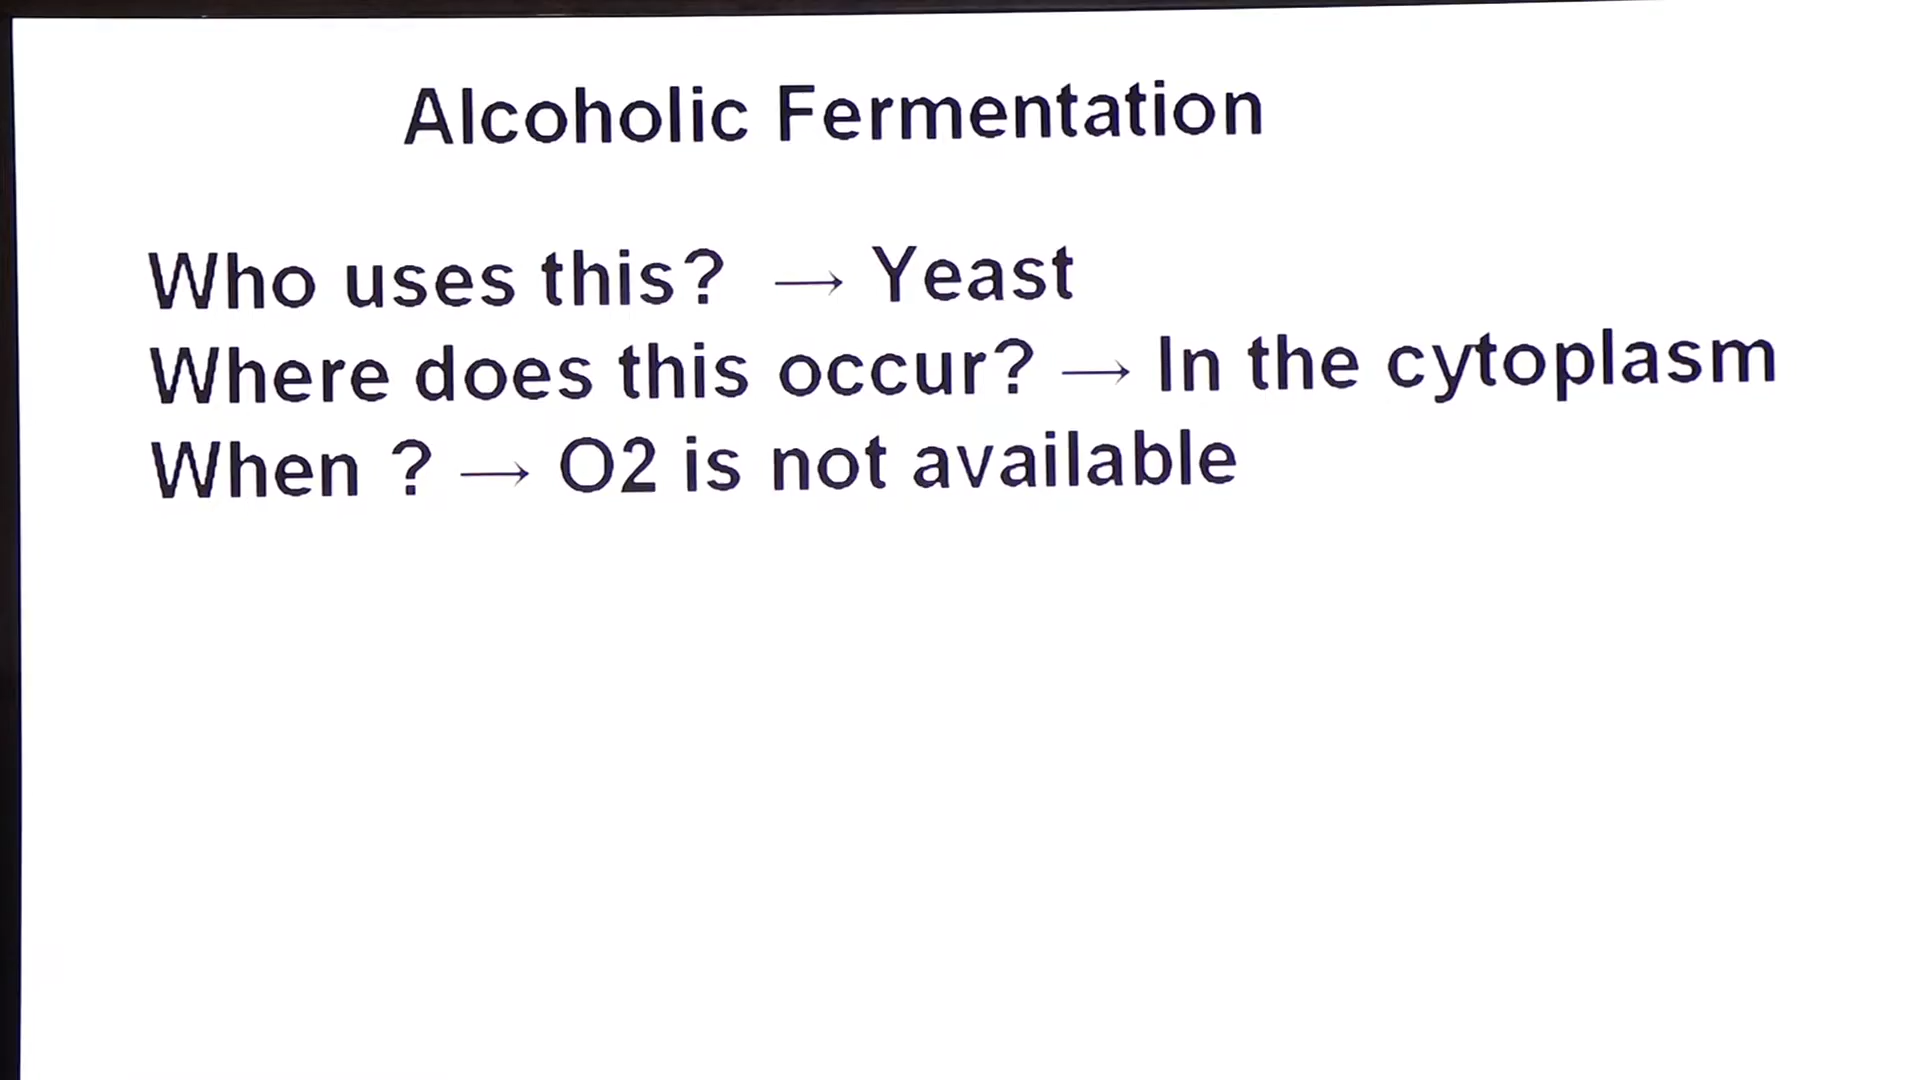 Alcoholic Fermentation
Who uses this? → Yeast
Where does this occur? → In the cytoplasm
When ? → O2 is not available